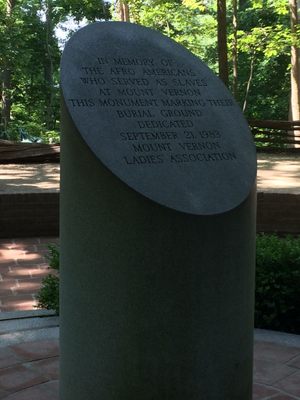 IN MEMORY OF
THE AFRO AMERICANS
WHO SERVED AS SLAVES
AT MOUNT VERNON
THIS MONUMENT MARKING THEIR
BURIAL GROUND
DEDICATED
SEPTEMBER 21, 1983
MOUNT VERNON
LADIES' ASSOCIATION